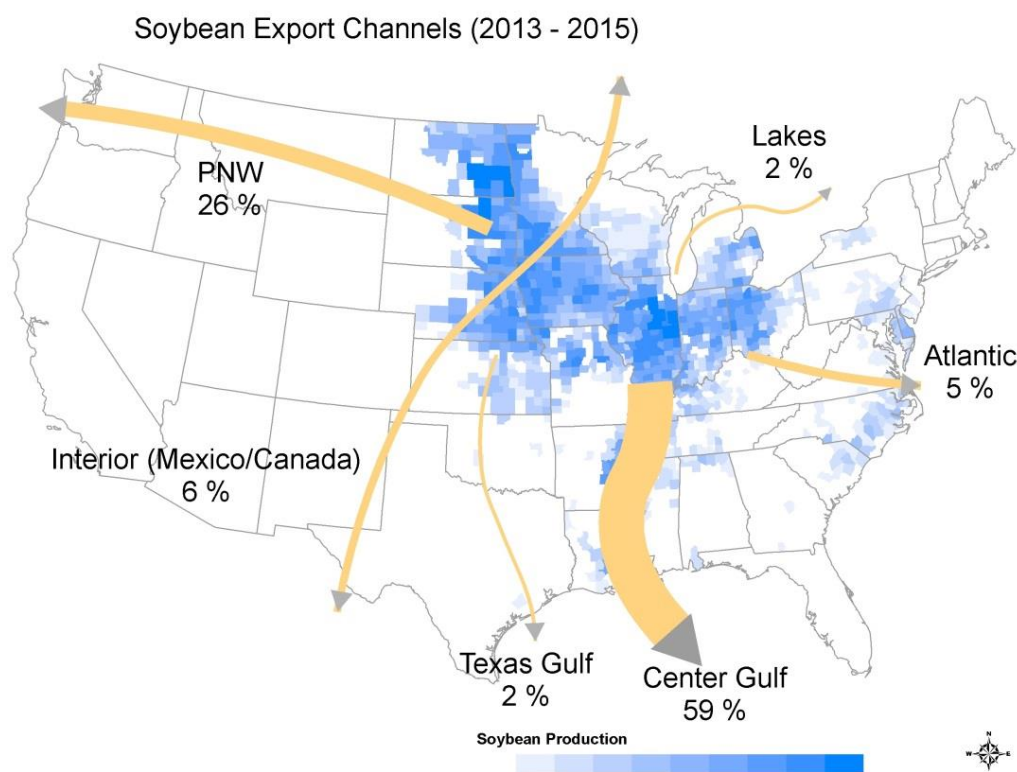 Soybean Export Channels (2013 - 2015)
Lakes
2 %
PNW
26 %
Atlantic
5 %
Interior (Mexico/Canada)
6 %
Texas Gulf
2 %
Center Gulf
59 %
Soybean Production
N
W
E
S